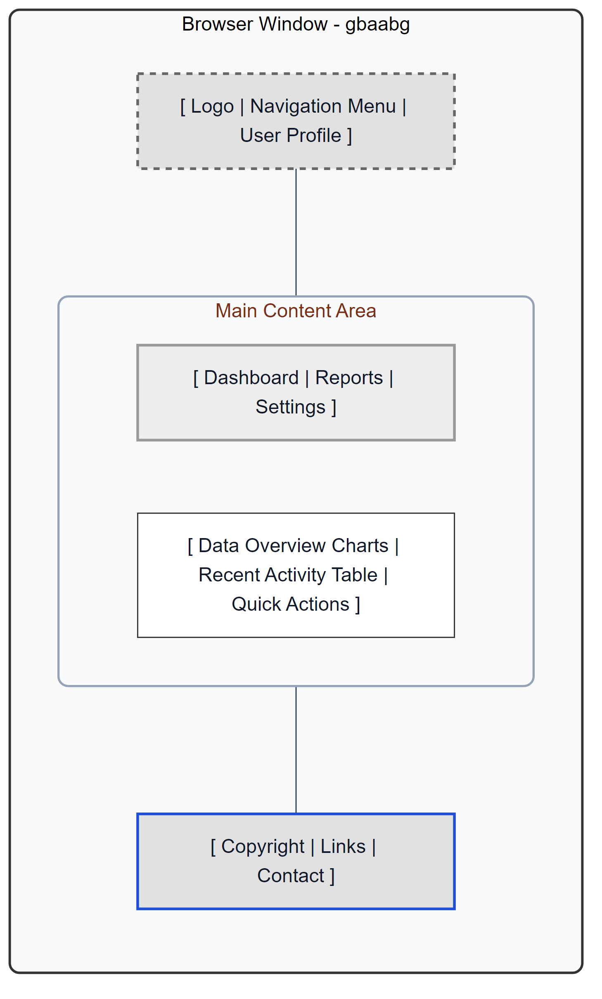 Browser Window - gbaabg
[ Logo | Navigation Menu |
User Profile ]
Main Content Area
[ Dashboard | Reports |
Settings ]
[ Data Overview Charts |
Recent Activity Table |
Quick Actions ]
[ Copyright | Links |
Contact ]